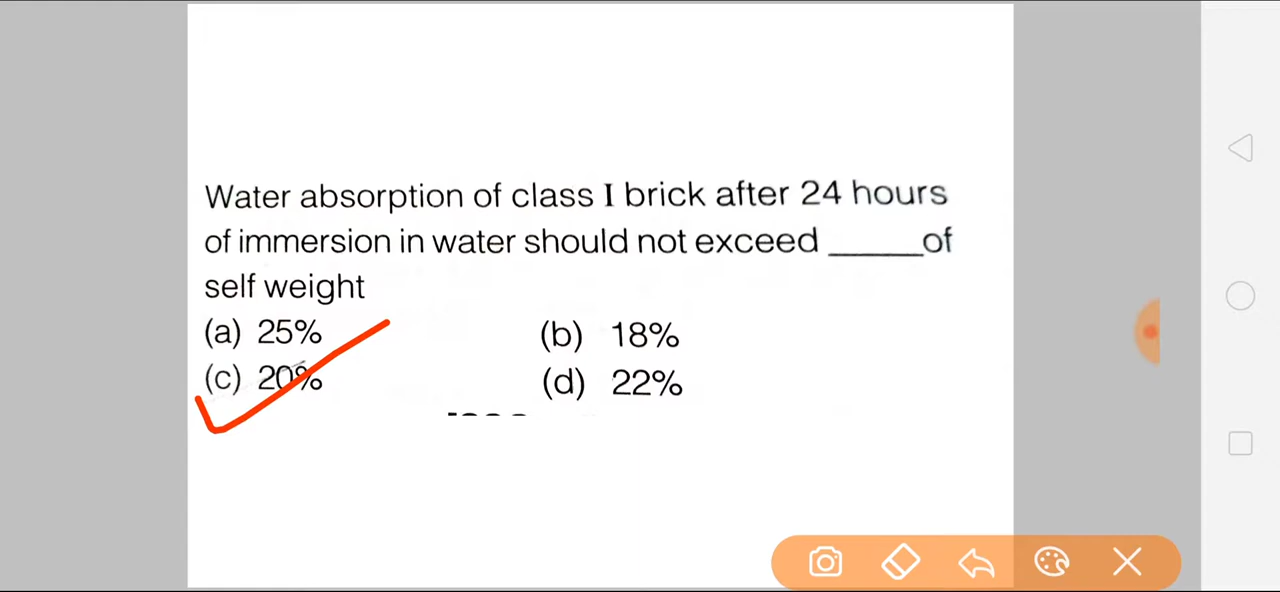 Water absorption of class I brick after 24 hours
of immersion in water should not exceed _____of
self weight
(a) 25% (b) 18%
(c) 20% (d) 22%